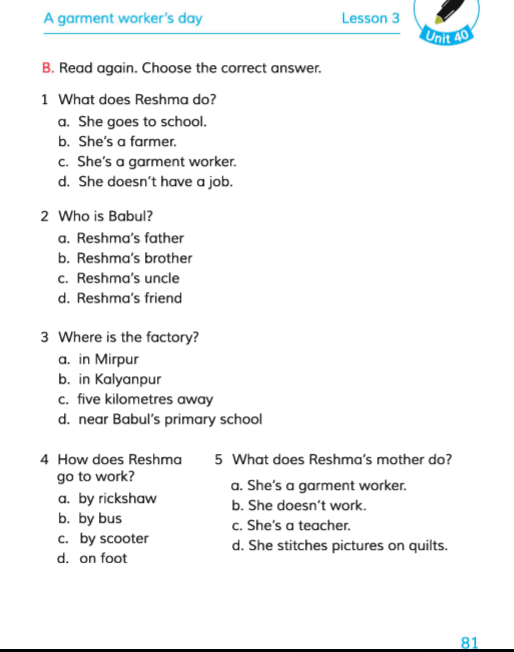 A garment worker's day
Lesson 3
Unit 40
B. Read again. Choose the correct answer.
1 What does Reshma do?
a. She goes to school.
b. She's a farmer.
c. She's a garment worker.
d. She doesn't have a job.
2 Who is Babul?
a. Reshma's father
b. Reshma's brother
c. Reshma's uncle
d. Reshma's friend
3 Where is the factory?
a. in Mirpur
b. in Kalyanpur
c. five kilometres away
d. near Babul's primary school
4 How does Reshma
go to work?
a. by rickshaw
b. by bus
c. by scooter
d. on foot
5 What does Reshma's mother do?
a. She's a garment worker.
b. She doesn't work.
c. She's a teacher.
d. She stitches pictures on quilts.
81